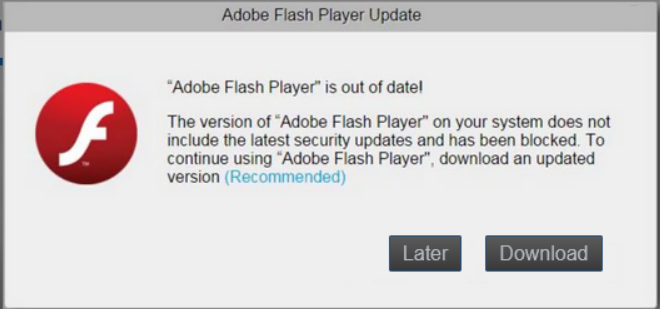 Adobe Flash Player Update
“Adobe Flash Player" is out of date!
The version of “Adobe Flash Player" on your system does not
include the latest security updates and has been blocked. To
continue using “Adobe Flash Player", download an updated
version (Recommended)
TM
Later
Download